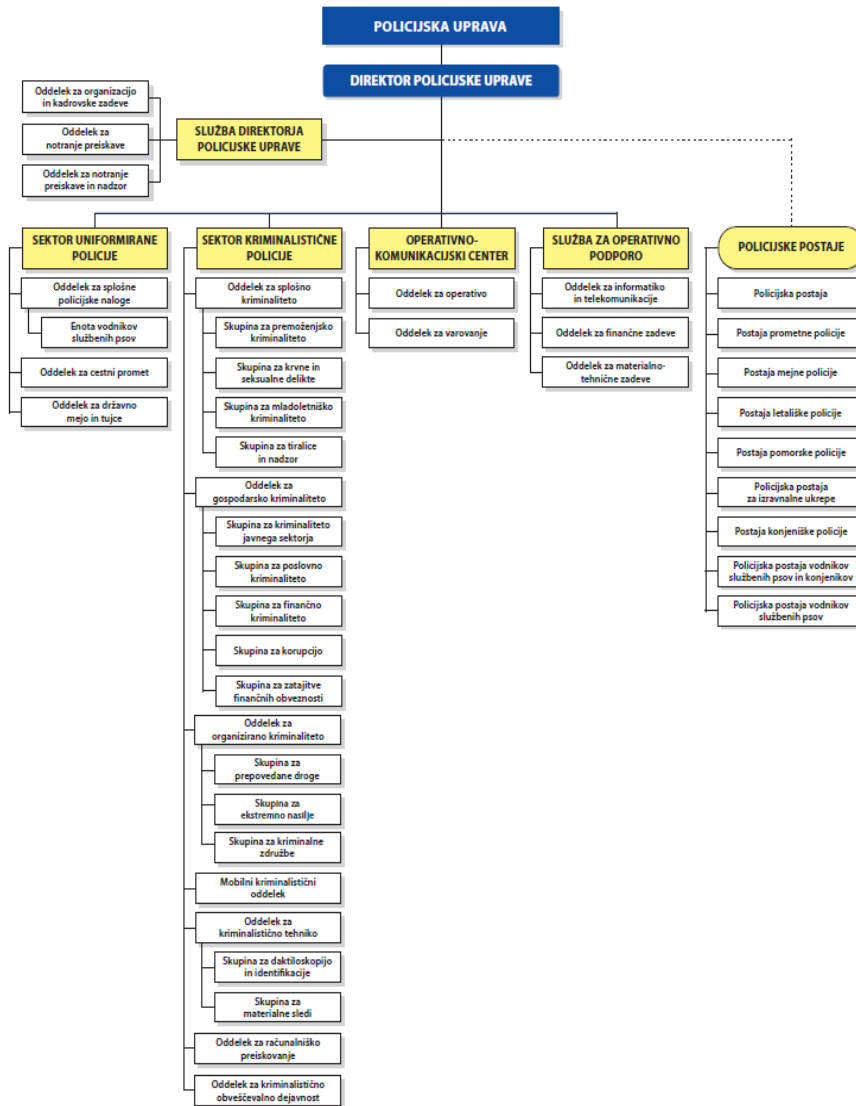 POLICIJSKA UPRAVA
DIREKTOR POLICIJSKE UPRAVE
Oddelek za organizacijo
in kadrovske zadeve
Oddelek za
notranje preiskave
Oddelek za notranje
preiskave in nadzor
SLUŽBA DIREKTORJA
POLICIJSKE UPRAVE
SEKTOR UNIFORMIRANE
POLICIJE
Oddelek za splošne
policijske naloge
Enota vodnikov
službenih psov
Oddelek za cestni promet
Oddelek za državno
mejo in tujce
SEKTOR KRIMINALISTIČNE
POLICIJE
Oddelek za splošno
kriminaliteto
Skupina za premoženjsko
kriminaliteto
Skupina za krvne in
seksualne delikte
Skupina za mladoletniško
kriminaliteto
Skupina za tiralice
in nadzor
Oddelek za
gospodarsko kriminaliteto
Skupina za kriminaliteto
javnega sektorja
Skupina za poslovno
kriminaliteto
Skupina za finančno
kriminaliteto
Skupina za korupcijo
Skupina za zatajitve
finančnih obveznosti
Oddelek za
organizirano kriminaliteto
Skupina za
prepovedane droge
Skupina za
ekstremno nasilje
Skupina za kriminalne
združbe
Mobilni kriminalistični
oddelek
Oddelek za
kriminalistično tehniko
Skupina za daktiloskopijo
in identifikacije
Skupina za
materialne sledi
Oddelek za računalniško
preiskovanje
Oddelek za kriminalistično
obveščevalno dejavnost
OPERATIVNO-
KOMUNIKACIJSKI CENTER
Oddelek za operativo
Oddelek za varovanje
SLUŽBA ZA OPERATIVNO
PODPORO
Oddelek za informatiko
in telekomunikacije
Oddelek za finančne zadeve
Oddelek za materialno-
tehnične zadeve
POLICIJSKE POSTAJE
Policijska postaja
Postaja prometne policije
Postaja mejne policije
Postaja letališke policije
Postaja pomorske policije
Policijska postaja
za izravnalne ukrepe
Postaja konjeniške policije
Policijska postaja vodnikov
službenih psov in konjenikov
Policijska postaja vodnikov
službenih psov